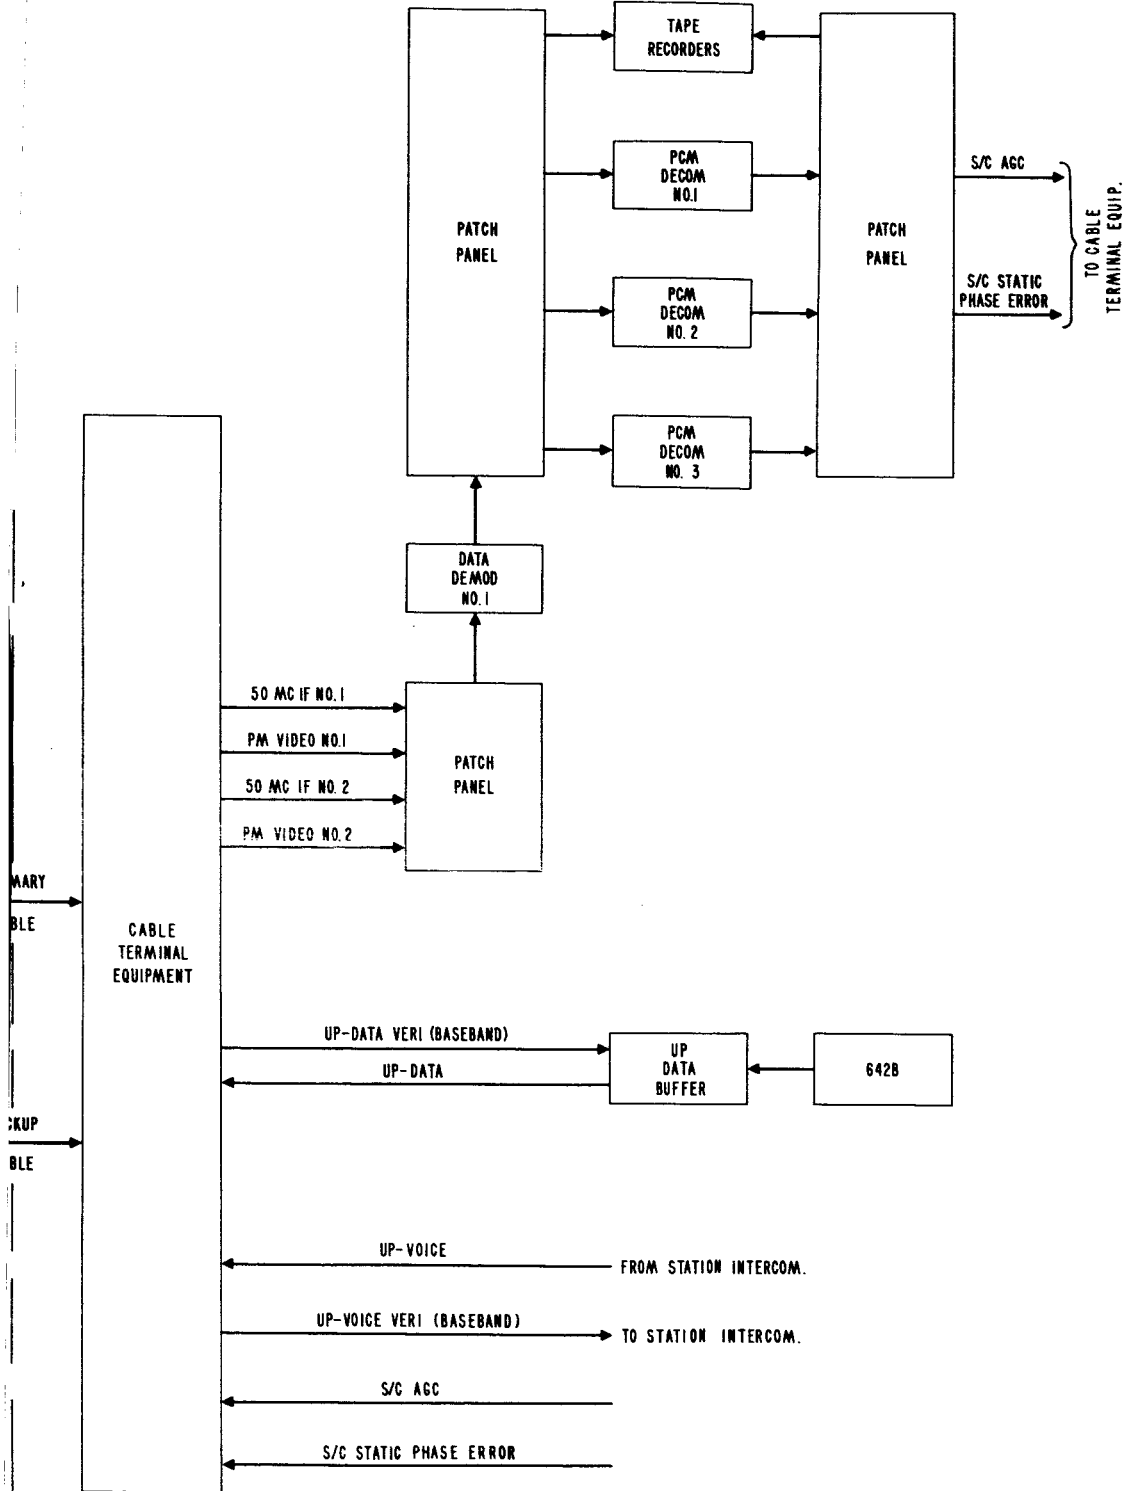 TAPE
RECORDERS
PATCH
PANEL
PCM
DECOM
NO.1
PCM
DECOM
NO. 2
PCM
DECOM
NO. 3
PATCH
PANEL
S/C AGC
S/C STATIC
PHASE ERROR
TO CABLE
TERMINAL EQUIP.
DATA
DEMOD
NO.1
50 MC IF NO.1
PM VIDEO NO.1
50 MC IF NO. 2
PM VIDEO NO.2
PATCH
PANEL
MARY
BLE
CABLE
TERMINAL
EQUIPMENT
CKUP
BLE
UP-DATA VERI (BASEBAND)
UP-DATA
UP
DATA
BUFFER
642B
UP-VOICE
FROM STATION INTERCOM.
UP-VOICE VERI (BASEBAND)
TO STATION INTERCOM.
S/C AGC
S/C STATIC PHASE ERROR